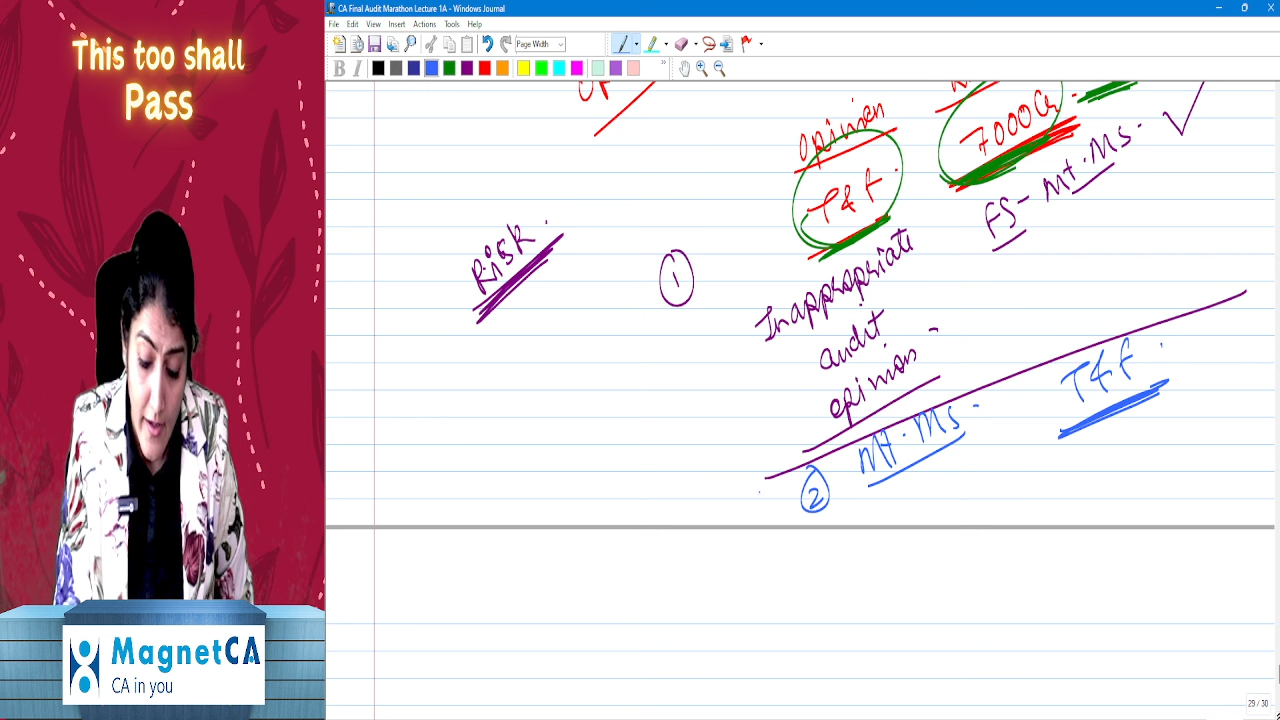 This too shall
Pass
MagnetCA
CA in you
CA Final Audit Marathon Lecture 1A - Windows Journal
File Edit View Insert Actions Tools Help
Page Width
B I
Opinion
T & f.
7000Cr.
FS - Mt. Ms.
Risk.
1
Inappropriate
audit
opinion
2 Mt. Ms.
T & f.
29 / 30